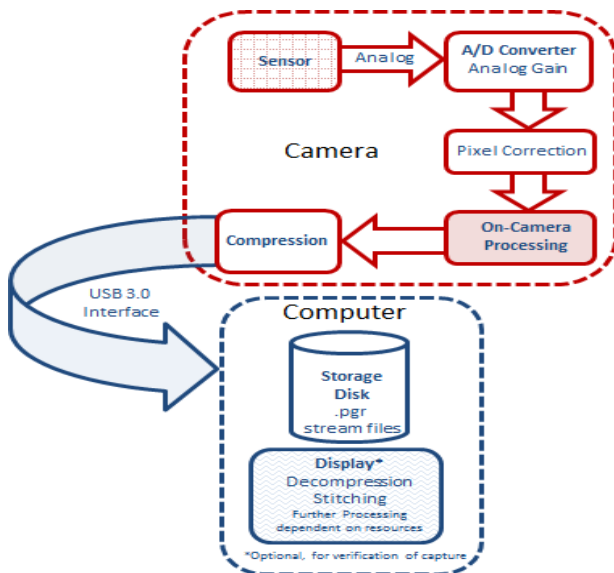 Sensor
Analog
A/D Converter
Analog Gain
Camera
Pixel Correction
Compression
On-Camera
Processing
USB 3.0
Interface
Computer
Storage
Disk
.pgr
stream files
Display*
Decompression
Stitching
Further Processing
dependent on resources
*Optional, for verification of capture